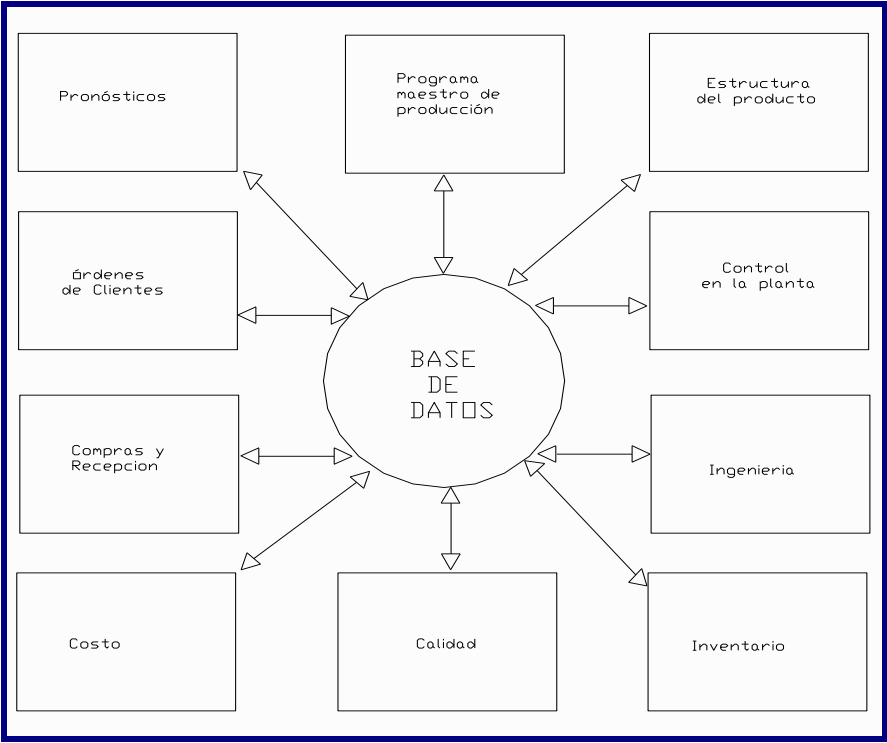 Pronósticos
Programa
maestro de
producción
Estructura
del producto
órdenes
de Clientes
Control
en la planta
BASE
DE
DATOS
Compras y
Recepcion
Ingenieria
Costo
Calidad
Inventario